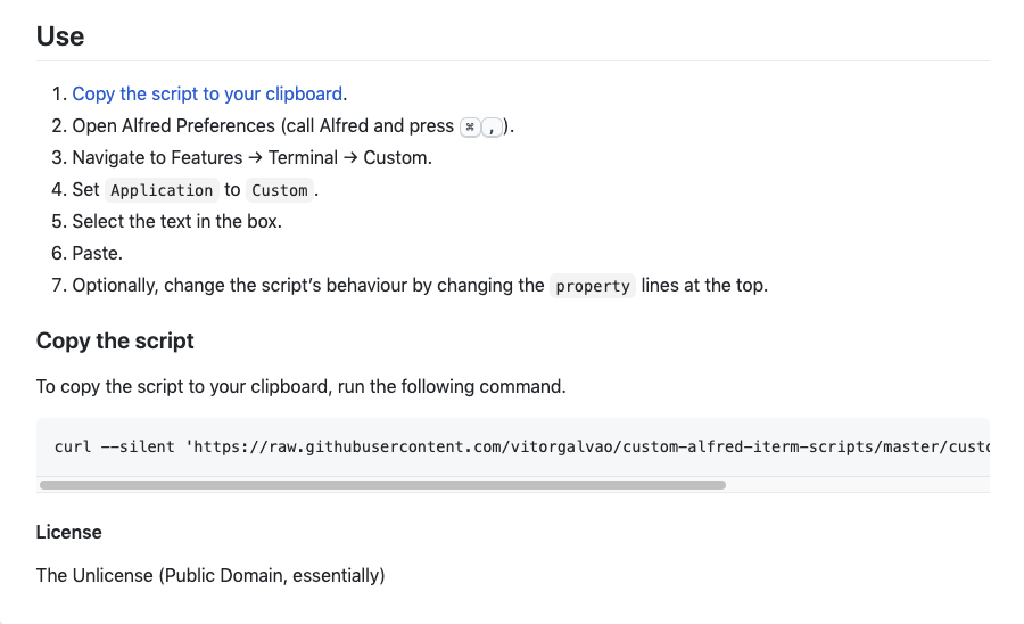 Use
1. Copy the script to your clipboard.
2. Open Alfred Preferences (call Alfred and press ⌘ , ).
3. Navigate to Features → Terminal → Custom.
4. Set Application to Custom .
5. Select the text in the box.
6. Paste.
7. Optionally, change the script’s behaviour by changing the property lines at the top.
Copy the script
To copy the script to your clipboard, run the following command.
curl --silent 'https://raw.githubusercontent.com/vitorgalvao/custom-alfred-iterm-scripts/master/custo
License
The Unlicense (Public Domain, essentially)